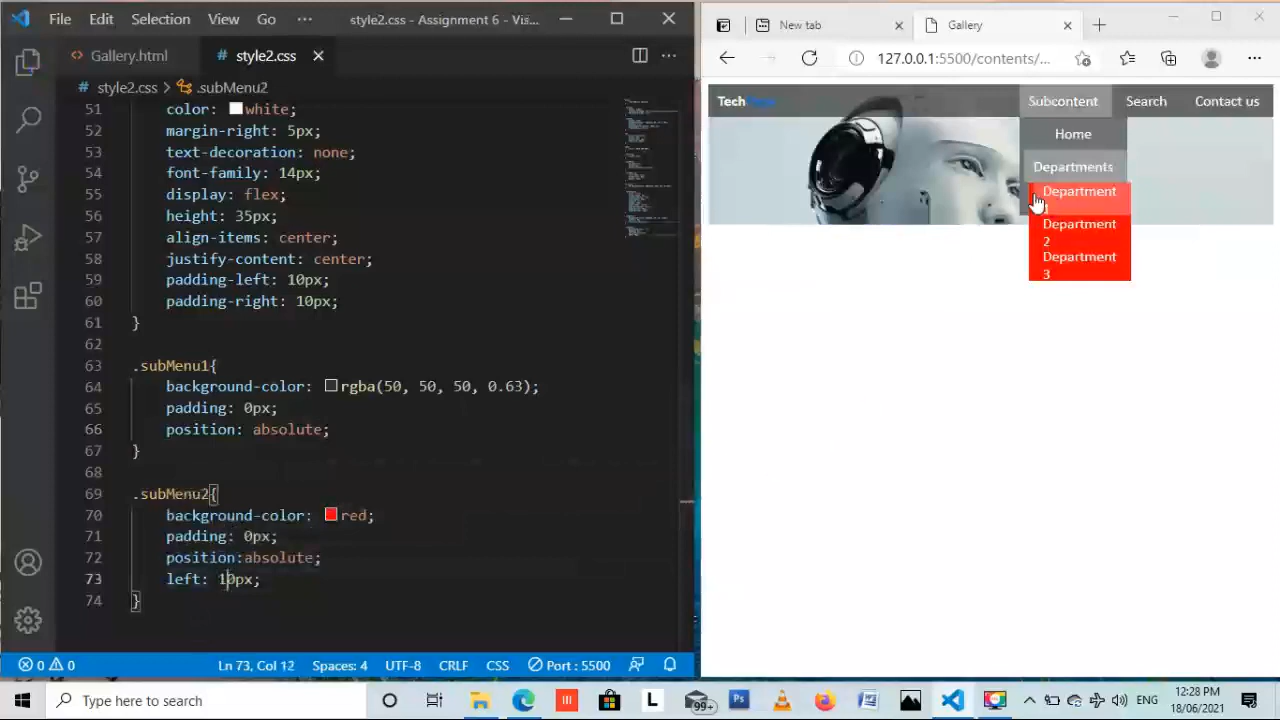 File Edit Selection View Go ··· style2.css - Assignment 6 - Vis...
Gallery.html # style2.css
# style2.css > .subMenu2
51 color: white;
52 margin-right: 5px;
53 text-decoration: none;
54 font-family: 14px;
55 display: flex;
56 height: 35px;
57 align-items: center;
58 justify-content: center;
59 padding-left: 10px;
60 padding-right: 10px;
61 }
62
63 .subMenu1{
64 background-color: rgba(50, 50, 50, 0.63);
65 padding: 0px;
66 position: absolute;
67 }
68
69 .subMenu2{
70 background-color: red;
71 padding: 0px;
72 position:absolute;
73 left: 10px;
74 }
0 0 Ln 73, Col 12 Spaces: 4 UTF-8 CRLF CSS Port : 5500
New tab Gallery
127.0.0.1:5500/contents/...
Tech Subcontent Search Contact us
Home
Departments
Department
Department
2
Department
3
Type here to search L 99+ Ps ENG 12:28 PM
18/06/2021